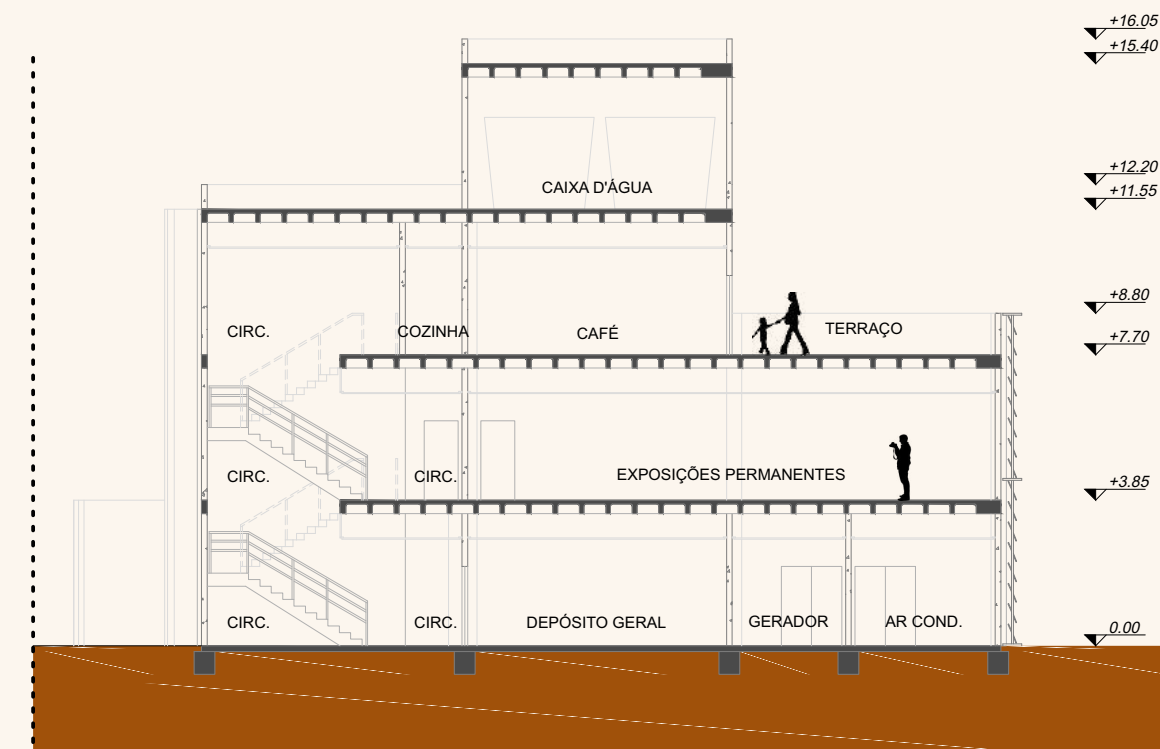 +16.05
+15.40
+12.20
CAIXA D'ÁGUA
+11.55
+8.80
CIRC.
COZINHA
CAFÉ
TERRAÇO
+7.70
CIRC.
CIRC.
EXPOSIÇÕES PERMANENTES
+3.85
CIRC.
CIRC.
DEPÓSITO GERAL
GERADOR
AR COND.
0.00